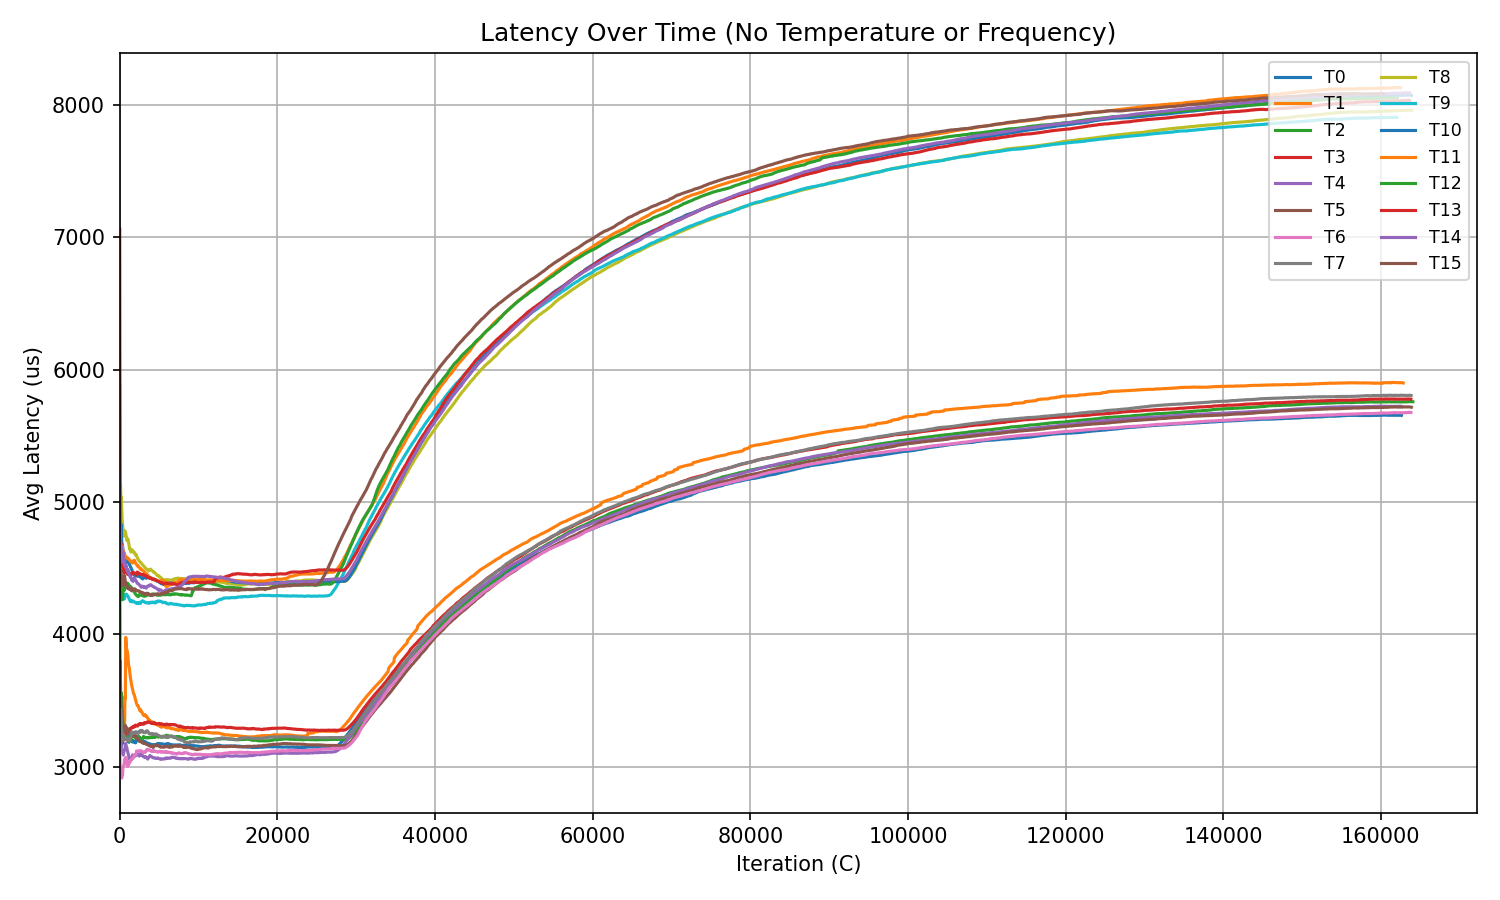 Latency Over Time (No Temperature or Frequency)
8000
7000
6000
5000
4000
3000
Avg Latency (us)
0 20000 40000 60000 80000 100000 120000 140000 160000
Iteration (C)
T0 T8
T1 T9
T2 T10
T3 T11
T4 T12
T5 T13
T6 T14
T7 T15